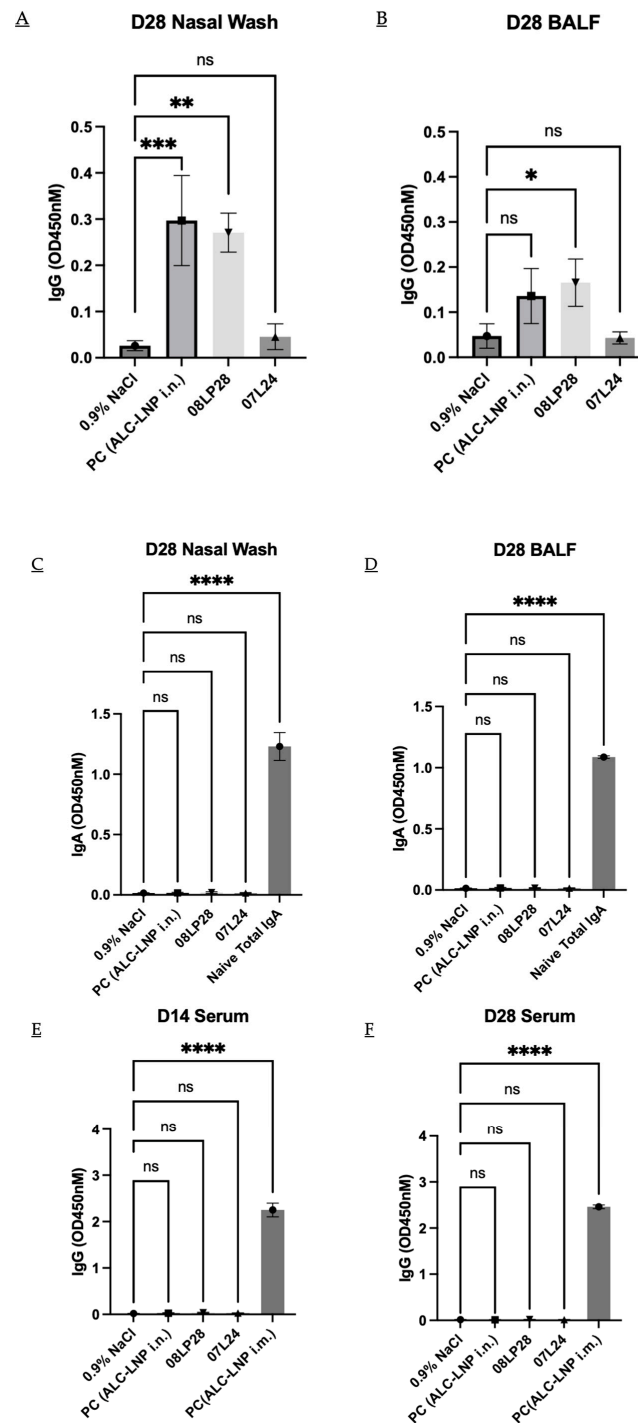 A
D28 Nasal Wash
ns
**
***
0.5
0.4
0.3
0.2
0.1
0.0
IgG (OD450nM)
0.9% NaCl
PC (ALC-LNP i.n.)
08LP28
07L24
B
D28 BALF
ns
*
ns
0.5
0.4
0.3
0.2
0.1
0.0
IgG (OD450nM)
0.9% NaCl
PC (ALC-LNP i.n.)
08LP28
07L24
C
D28 Nasal Wash
****
ns
ns
ns
1.5
1.0
0.5
0.0
IgA (OD450nM)
0.9% NaCl
PC (ALC-LNP i.n.)
08LP28
07L24
Naive Total IgA
D
D28 BALF
****
ns
ns
ns
1.5
1.0
0.5
0.0
IgA (OD450nM)
0.9% NaCl
PC (ALC-LNP i.n.)
08LP28
07L24
Naive Total IgA
E
D14 Serum
****
ns
ns
ns
4
3
2
1
0
IgG (OD450nM)
0.9% NaCl
PC (ALC-LNP i.n.)
08LP28
07L24
PC(ALC-LNP i.m.)
F
D28 Serum
****
ns
ns
ns
4
3
2
1
0
IgG (OD450nM)
0.9% NaCl
PC (ALC-LNP i.n.)
08LP28
07L24
PC(ALC-LNP i.m.)